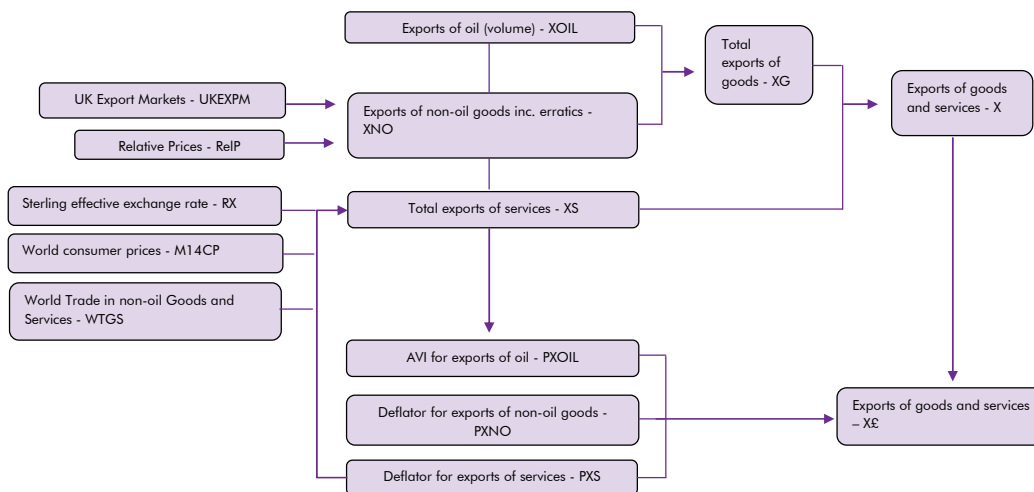 Exports of oil (volume) - XOIL
Total
exports of
goods - XG
UK Export Markets - UKEXPM
Exports of non-oil goods inc. erratics -
XNO
Exports of goods
and services - X
Relative Prices - RelP
Sterling effective exchange rate - RX
Total exports of services - XS
World consumer prices - M14CP
World Trade in non-oil Goods and
Services - WTGS
AVI for exports of oil - PXOIL
Deflator for exports of non-oil goods -
PXNO
Exports of goods and services
– X£
Deflator for exports of services - PXS